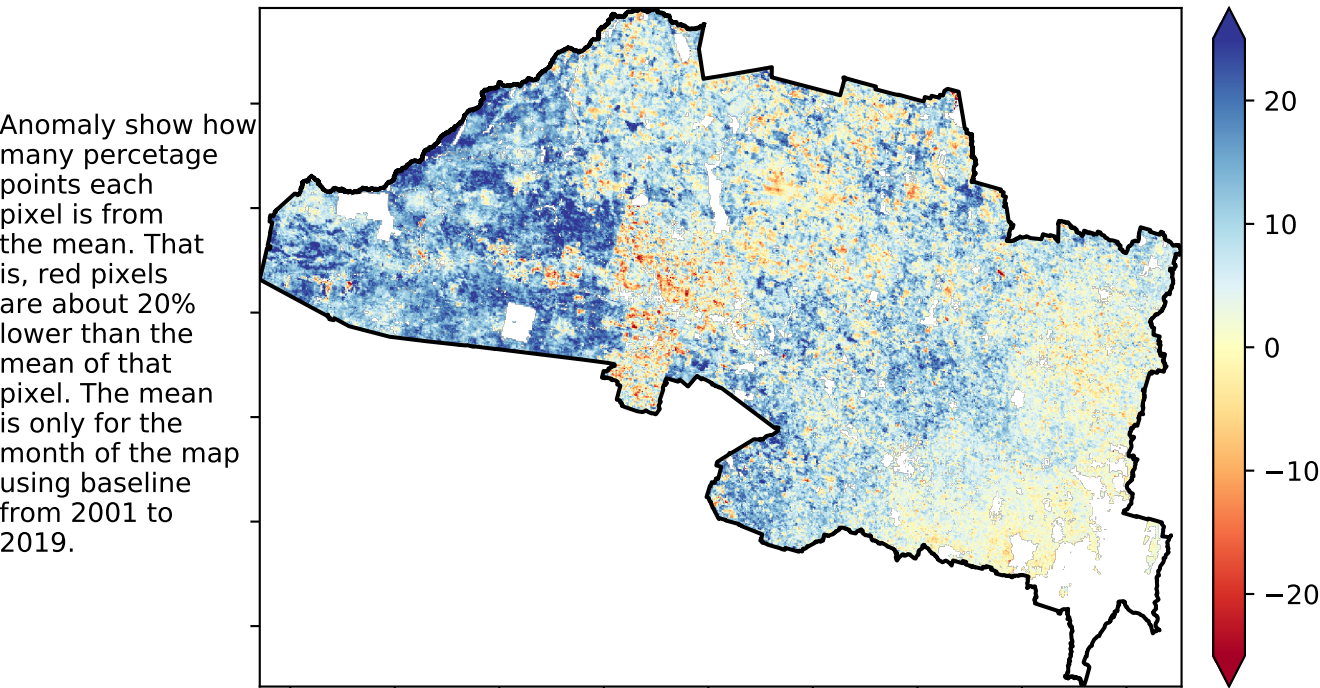 Anomaly show how
many percetage
points each
pixel is from
the mean. That
is, red pixels
are about 20%
lower than the
mean of that
pixel. The mean
is only for the
month of the map
using baseline
from 2001 to
2019.
20
10
0
−10
−20